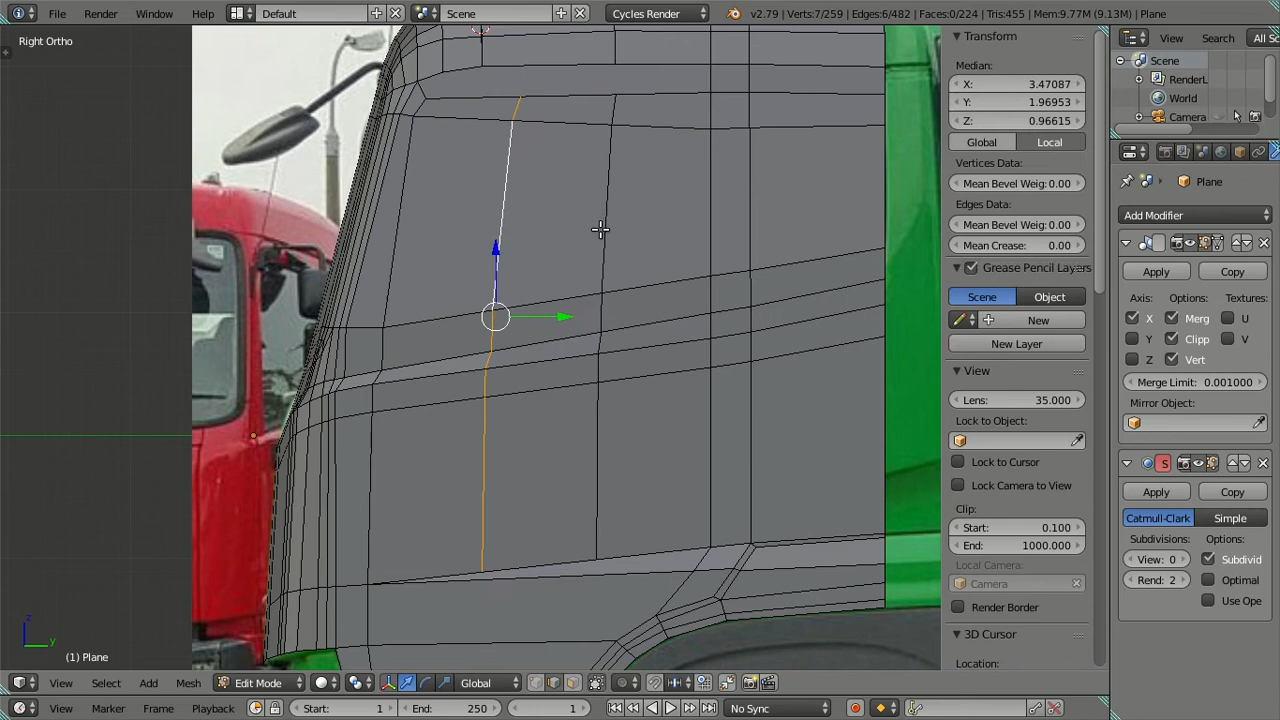 File Render Window Help Default Scene Cycles Render v2.79 | Verts:7/259 | Edges:6/482 | Faces:0/224 | Tris:455 | Mem:9.77M (9.13M) | Plane
Right Ortho
(1) Plane
z
y
Transform
Median:
X: 3.47087
Y: 1.96953
Z: 0.96615
Global Local
Vertices Data:
Mean Bevel Weig: 0.00
Edges Data:
Mean Bevel Weig: 0.00
Mean Crease: 0.00
Grease Pencil Layers
Scene Object
New
New Layer
View
Lens: 35.000
Lock to Object:
Lock to Cursor
Lock Camera to View
Clip:
Start: 0.100
End: 1000.000
Local Camera:
Camera
Render Border
3D Cursor
Location:
View Search All Sc
Scene
RenderL
World
Camera
Plane
Add Modifier
Apply Copy
Axis: Options: Textures:
X Merg U
Y Clipp V
Z Vert
Merge Limit: 0.001000
Mirror Object:
S
Apply Copy
Catmull-Clark Simple
Subdivisions: Options:
View: 0 Subdivid
Rend: 2 Optimal
Use Ope
View Select Add Mesh Edit Mode Global
View Marker Frame Playback Start: 1 End: 250 1 No Sync